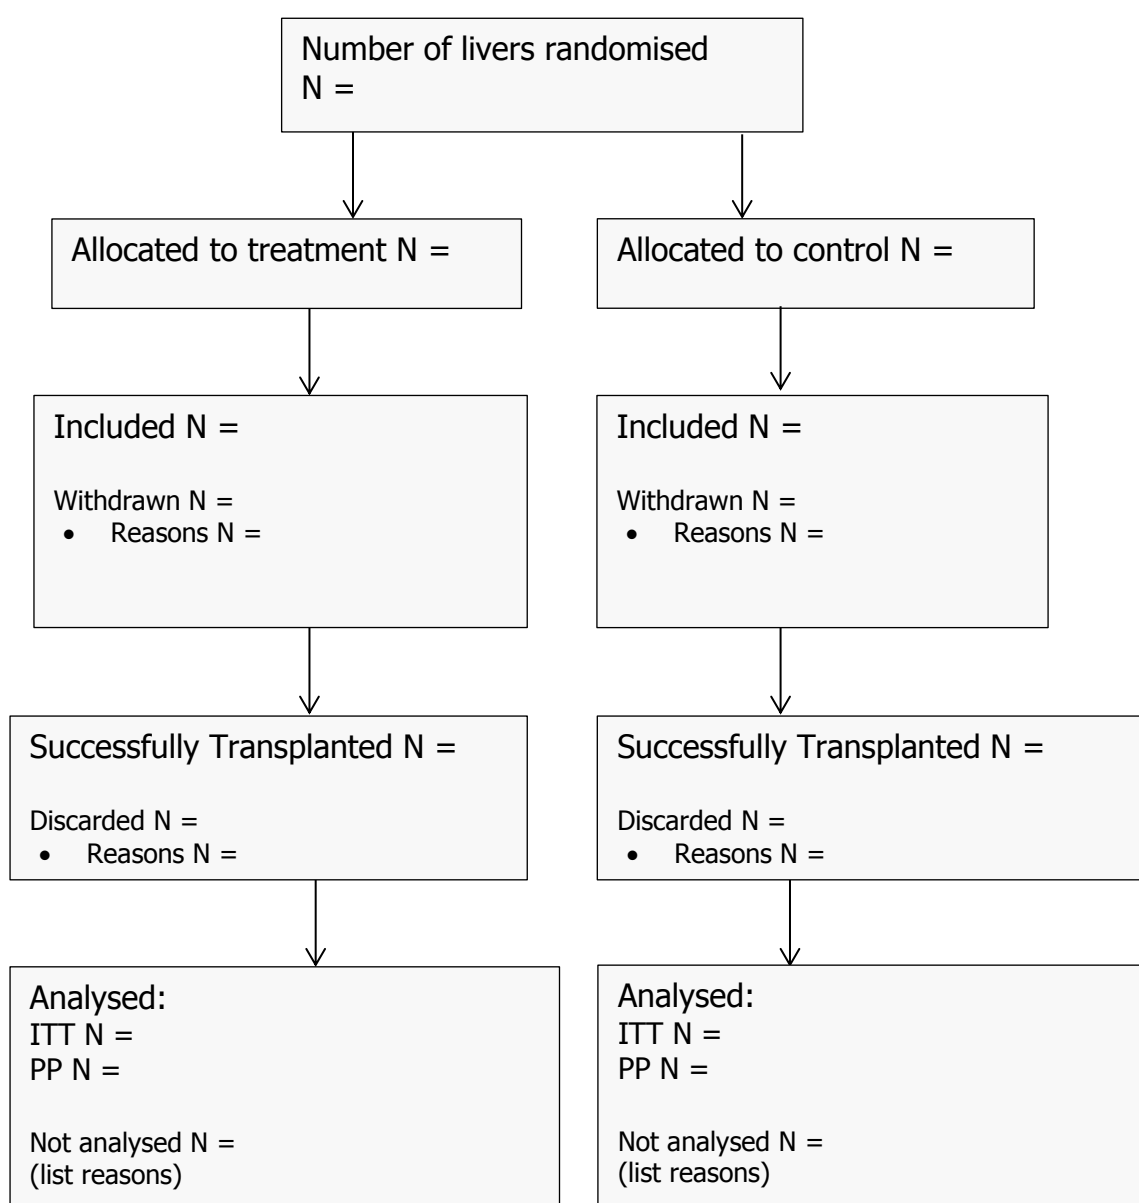 Number of livers randomised
N =
Allocated to treatment N =
Allocated to control N =
Included N =
Withdrawn N =
• Reasons N =
Included N =
Withdrawn N =
• Reasons N =
Successfully Transplanted N =
Discarded N =
• Reasons N =
Successfully Transplanted N =
Discarded N =
• Reasons N =
Analysed:
ITT N =
PP N =
Not analysed N =
(list reasons)
Analysed:
ITT N =
PP N =
Not analysed N =
(list reasons)